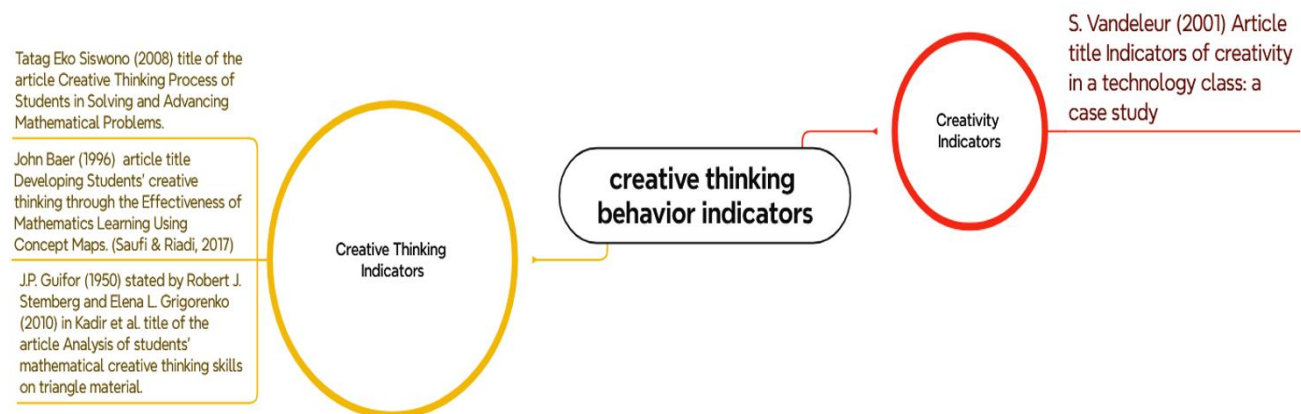 Tatag Eko Siswono (2008) title of the
article Creative Thinking Process of
Students in Solving and Advancing
Mathematical Problems.
John Baer (1996) article title
Developing Students' creative
thinking through the Effectiveness of
Mathematics Learning Using
Concept Maps. (Saufi & Riadi, 2017)
J.P. Guifor (1950) stated by Robert J.
Stemberg and Elena L. Grigorenko
(2010) in Kadir et al. title of the
article Analysis of students'
mathematical creative thinking skills
on triangle material.
Creative Thinking
Indicators
creative thinking
behavior indicators
Creativity
Indicators
S. Vandeleur (2001) Article
title Indicators of creativity
in a technology class: a
case study